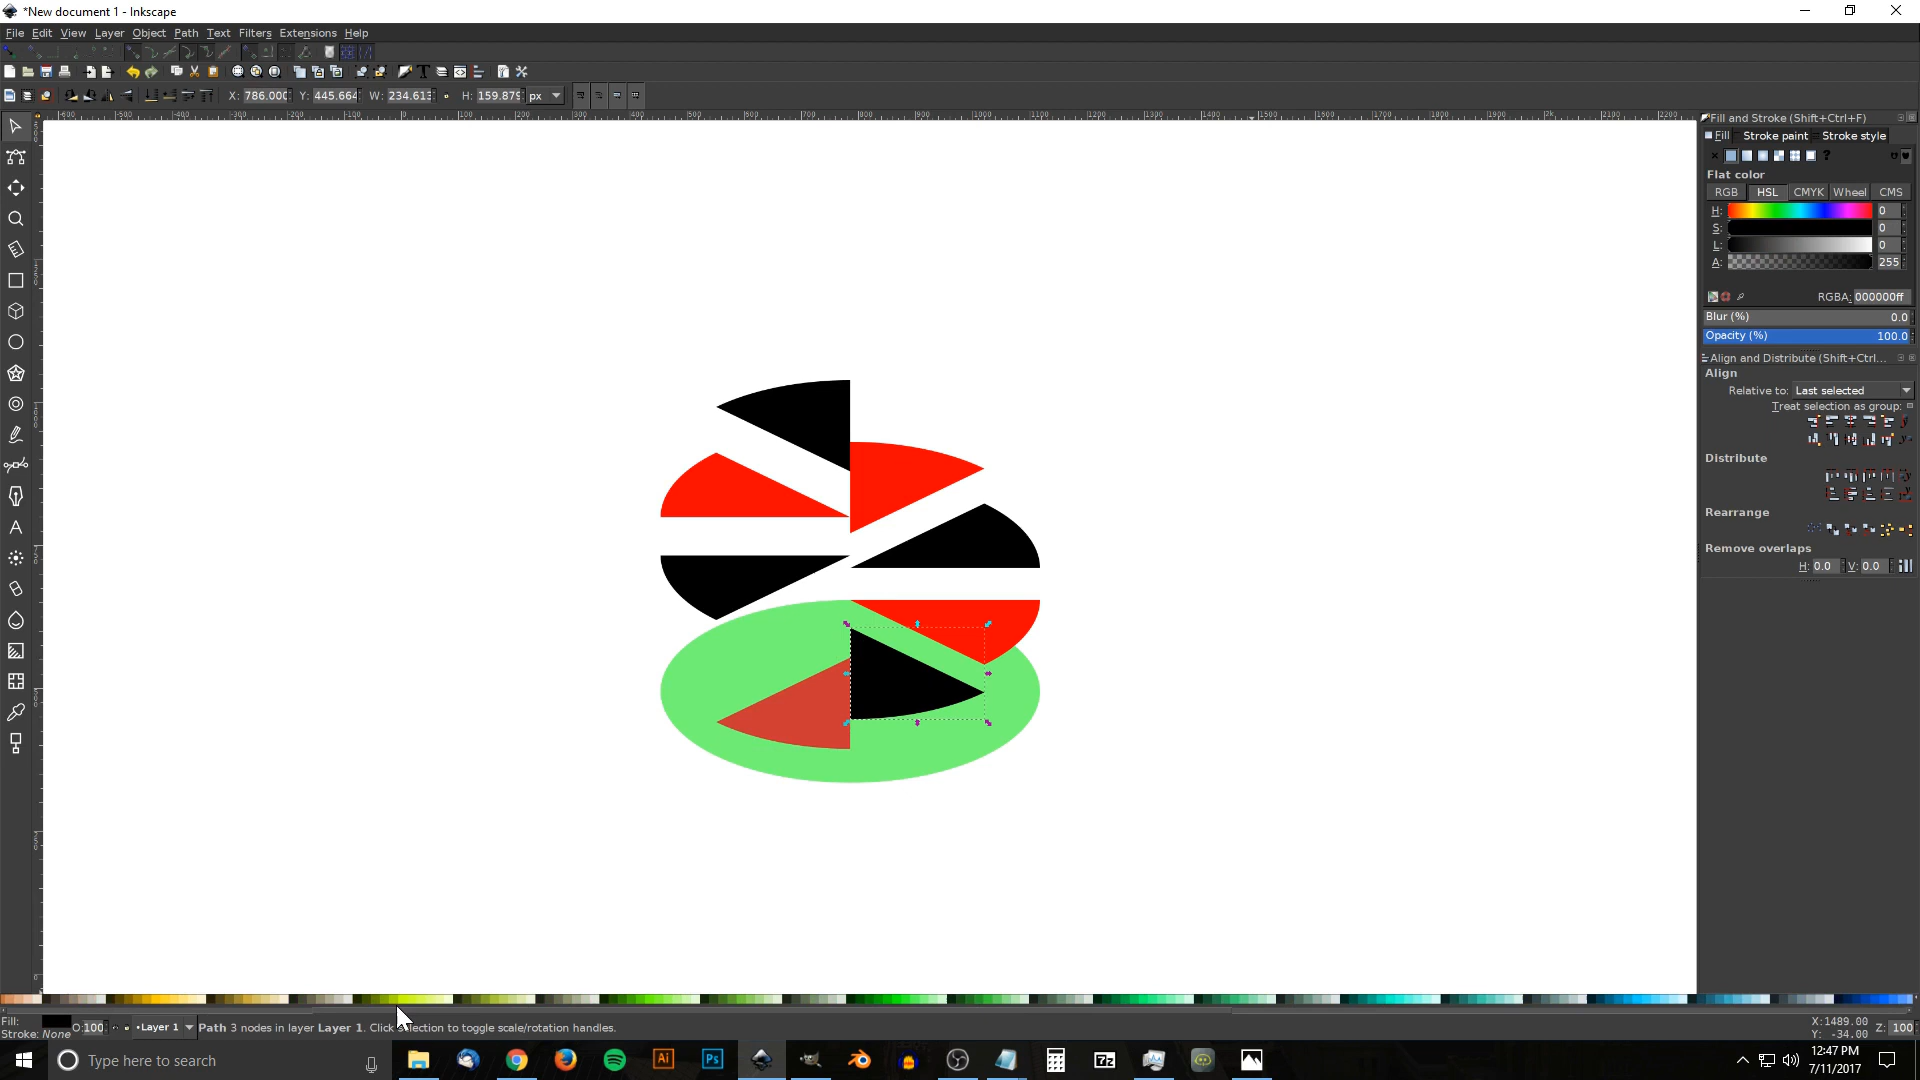 *New document 1 - Inkscape
File Edit View Layer Object Path Text Filters Extensions Help
X: 786.000 Y: 445.664 W: 234.613 H: 159.879 px
Fill and Stroke (Shift+Ctrl+F)
Fill Stroke paint Stroke style
Flat color
RGB HSL CMYK Wheel CMS
H: 0
S: 0
L: 0
A: 255
RGBA: 000000ff
Blur (%) 0.0
Opacity (%) 100.0
Align and Distribute (Shift+Ctrl...
Align
Relative to: Last selected
Treat selection as group:
Distribute
Rearrange
Remove overlaps
H: 0.0 V: 0.0
Fill:
Stroke: None
O: 100
•Layer 1
Path 3 nodes in layer Layer 1. Click selection to toggle scale/rotation handles.
X:1489.00
Y: -34.00
Z: 100
Type here to search
Ai
Ps
7z
12:47 PM
7/11/2017